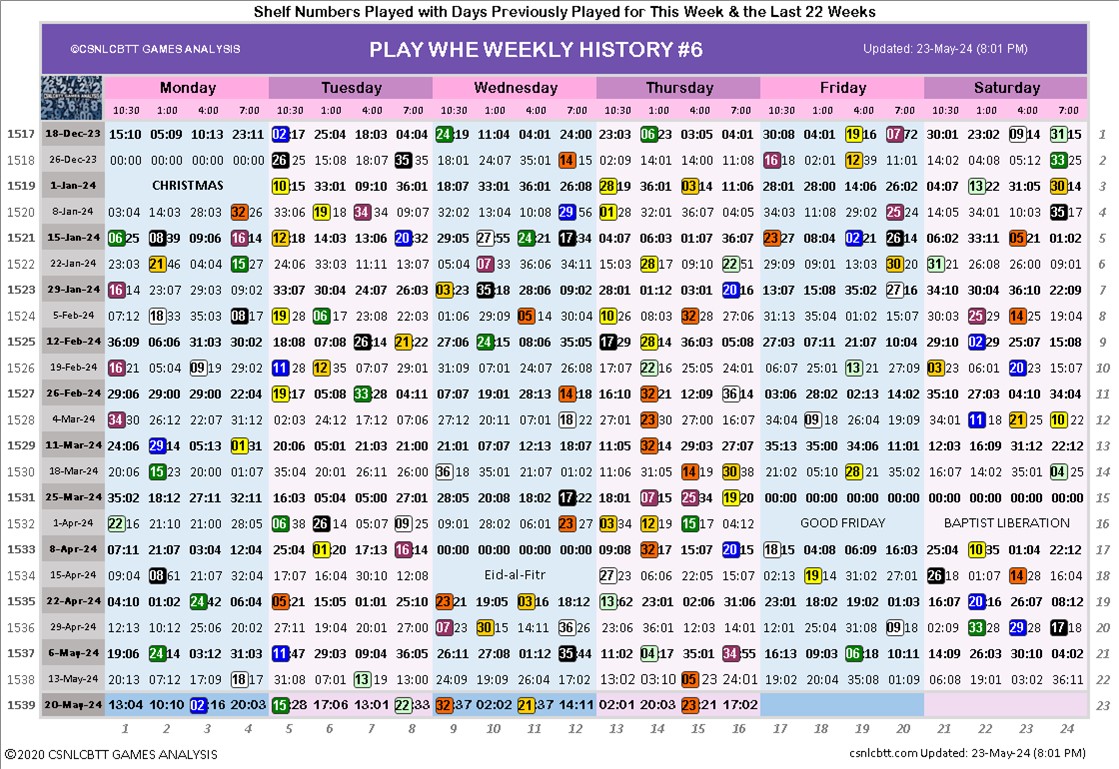 Shelf Numbers Played with Days Previously Played for This Week & the Last 22 Weeks
©CSNLCBTT GAMES ANALYSIS PLAY WHE WEEKLY HISTORY #6 Updated: 23-May-24 (8:01 PM)
Monday Tuesday Wednesday Thursday Friday Saturday
10:30 1:00 4:00 7:00 10:30 1:00 4:00 7:00 10:30 1:00 4:00 7:00 10:30 1:00 4:00 7:00 10:30 1:00 4:00 7:00 10:30 1:00 4:00 7:00
1517 18-Dec-23 15:10 05:09 10:13 23:11 02:17 25:04 18:03 04:04 24:19 11:04 04:01 24:00 23:03 06:23 03:05 04:01 30:08 04:01 19:16 07:72 30:01 23:02 09:14 31:15 1
1518 26-Dec-23 00:00 00:00 00:00 00:00 26:25 15:08 18:07 35:35 18:01 24:07 35:01 14:15 02:09 14:01 14:00 11:08 16:18 02:01 12:39 11:01 14:02 04:08 05:12 33:25 2
1519 1-Jan-24 CHRISTMAS 10:15 33:01 09:10 36:01 18:07 33:01 36:01 26:08 28:19 36:01 03:14 11:06 28:01 28:00 14:06 26:02 04:07 13:22 31:05 30:14 3
1520 8-Jan-24 03:04 14:03 28:03 32:26 33:06 19:18 34:34 09:07 32:02 13:04 10:08 29:56 01:28 32:01 36:07 04:05 34:03 11:08 29:02 25:24 14:05 34:01 10:03 35:17 4
1521 15-Jan-24 06:25 08:39 09:06 16:14 12:18 14:03 13:06 20:32 29:05 27:55 24:21 17:34 04:07 06:03 01:06 36:07 23:27 08:04 02:21 26:14 06:02 33:11 05:21 01:02 5
1522 22-Jan-24 23:03 21:46 04:04 15:27 24:06 33:03 11:11 13:07 05:04 07:33 36:06 34:11 15:03 28:17 09:10 22:51 29:09 09:01 13:03 30:20 31:21 26:08 26:00 09:01 6
1523 29-Jan-24 16:14 23:07 29:03 09:02 33:07 30:04 24:07 26:03 03:23 35:18 28:06 09:02 28:01 01:12 03:01 20:16 13:07 15:08 35:02 27:16 34:10 30:04 36:10 22:09 7
1524 5-Feb-24 07:12 18:33 35:03 08:17 19:28 06:17 23:08 22:03 01:06 29:09 05:14 30:04 10:26 08:03 32:28 27:06 31:13 35:04 01:02 15:07 30:03 25:29 25:14 19:04 8
1525 12-Feb-24 36:09 06:06 31:03 30:02 18:08 07:08 26:14 21:22 27:06 24:15 08:06 35:05 17:29 28:14 36:03 05:08 27:03 07:11 21:07 10:04 29:10 02:29 25:07 15:08 9
1526 19-Feb-24 16:21 05:04 09:19 29:02 11:28 12:35 07:07 27:01 09:11 08:09 21:09 24:06 17:07 22:16 25:05 24:01 06:07 25:01 13:21 27:09 03:23 06:01 20:23 15:07 10
1527 26-Feb-24 29:06 29:00 29:00 22:04 19:17 05:08 33:28 04:11 07:07 19:01 28:13 14:18 16:10 32:21 12:09 36:14 03:06 28:03 02:13 14:02 35:10 27:03 04:10 34:04 11
1528 4-Mar-24 34:30 26:12 22:07 31:12 02:03 24:12 17:12 07:06 27:12 20:11 07:07 18:22 27:01 23:30 27:00 16:07 34:04 09:18 26:04 19:09 34:01 11:18 21:25 10:22 12
1529 11-Mar-24 24:06 29:14 05:13 01:31 20:06 05:01 21:03 21:00 21:01 07:07 12:13 18:07 11:05 32:14 29:03 27:07 35:13 35:00 14:06 11:01 12:03 16:09 31:12 22:12 13
1530 18-Mar-24 20:06 15:23 20:00 01:07 35:04 20:01 26:11 26:00 36:18 35:01 21:07 01:02 11:06 31:05 14:19 30:38 21:02 05:10 28:21 35:02 16:07 14:02 35:01 04:25 14
1531 25-Mar-24 35:02 18:12 27:11 32:11 16:03 05:04 05:00 27:01 28:05 20:08 18:02 17:22 18:01 07:15 25:34 19:20 00:00 00:00 00:00 00:00 00:00 00:00 00:00 00:00 15
1532 1-Apr-24 22:16 21:10 21:00 28:05 06:38 26:14 05:07 09:25 09:01 28:02 06:01 23:27 03:34 12:19 15:17 04:12 GOOD FRIDAY BAPTIST LIBERATION 16
1533 8-Apr-24 07:11 21:07 03:04 12:04 25:04 01:20 17:13 16:14 00:00 00:00 00:00 00:00 09:08 32:17 15:07 20:15 18:15 04:08 06:09 16:03 25:04 10:35 01:04 22:12 17
1534 15-Apr-24 09:04 08:61 21:07 32:04 17:07 16:04 30:10 12:08 Eid-al-Fitr 27:23 06:06 22:05 15:07 02:13 19:14 31:02 27:01 26:18 01:07 14:28 16:04 18
1535 22-Apr-24 04:10 01:02 24:42 06:04 05:21 15:05 01:01 25:10 23:21 19:05 03:16 18:12 13:62 23:01 02:06 31:06 23:01 18:02 19:02 01:03 16:07 20:16 26:07 08:12 19
1536 29-Apr-24 12:13 10:12 25:06 20:02 27:11 19:04 20:01 27:00 07:23 30:15 14:11 36:26 23:06 36:01 12:03 14:01 12:01 25:04 31:08 09:18 02:09 33:28 29:28 17:18 20
1537 6-May-24 19:06 24:14 03:12 31:03 11:47 29:03 09:04 36:05 26:11 27:08 01:12 35:44 11:02 04:17 35:01 34:55 16:13 09:03 06:18 10:11 14:09 26:03 30:10 04:02 21
1538 13-May-24 20:13 07:12 17:09 18:17 31:08 07:01 13:19 13:00 24:09 19:09 26:04 17:02 13:02 03:10 05:23 24:01 19:02 20:04 35:08 01:09 06:08 19:01 03:02 36:11 22
1539 20-May-24 13:04 10:10 02:16 20:03 15:28 17:06 13:01 22:33 32:37 02:02 21:37 14:11 02:01 20:03 23:21 17:02 23
1 2 3 4 5 6 7 8 9 10 11 12 13 14 15 16 17 18 19 20 21 22 23 24
©2020 CSNLCBTT GAMES ANALYSIS csnlcbtt.com Updated: 23-May-24 (8:01 PM)